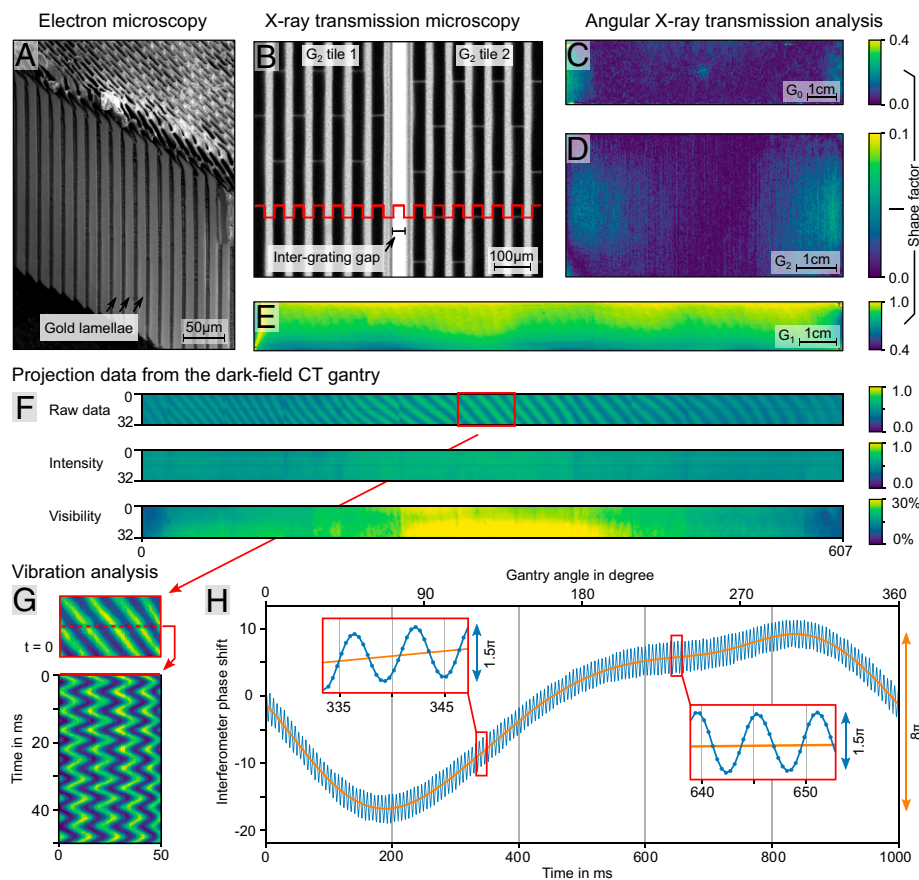 Electron microscopy
X-ray transmission microscopy
Angular X-ray transmission analysis
A
Gold lamellae
50µm
B
G₂ tile 1
G₂ tile 2
Inter-grating gap
100µm
C
G₀ 1cm
0.4
0.0
D
G₂ 1cm
0.1
0.0
Shape factor
E
G₁ 1cm
1.0
0.4
Projection data from the dark-field CT gantry
F
Raw data
0
32
1.0
0.0
Intensity
0
32
1.0
0.0
Visibility
0
32
30%
0%
0
607
Vibration analysis
G
t = 0
Time in ms
0
20
40
0
50
H
Gantry angle in degree
0
90
180
270
360
Interferometer phase shift
10
0
-10
-20
335
345
1.5π
640
650
1.5π
8π
0
200
400
600
800
1000
Time in ms